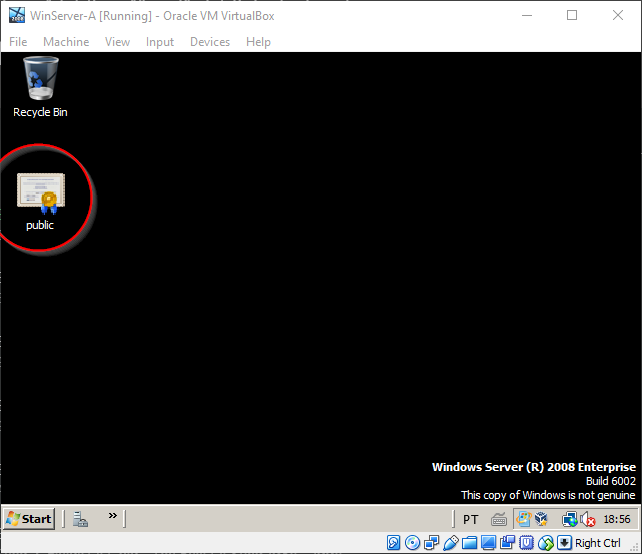 WinServer-A [Running] - Oracle VM VirtualBox
File Machine View Input Devices Help
Recycle Bin
public
Windows Server (R) 2008 Enterprise
Build 6002
This copy of Windows is not genuine
Start » PT 18:56
Right Ctrl